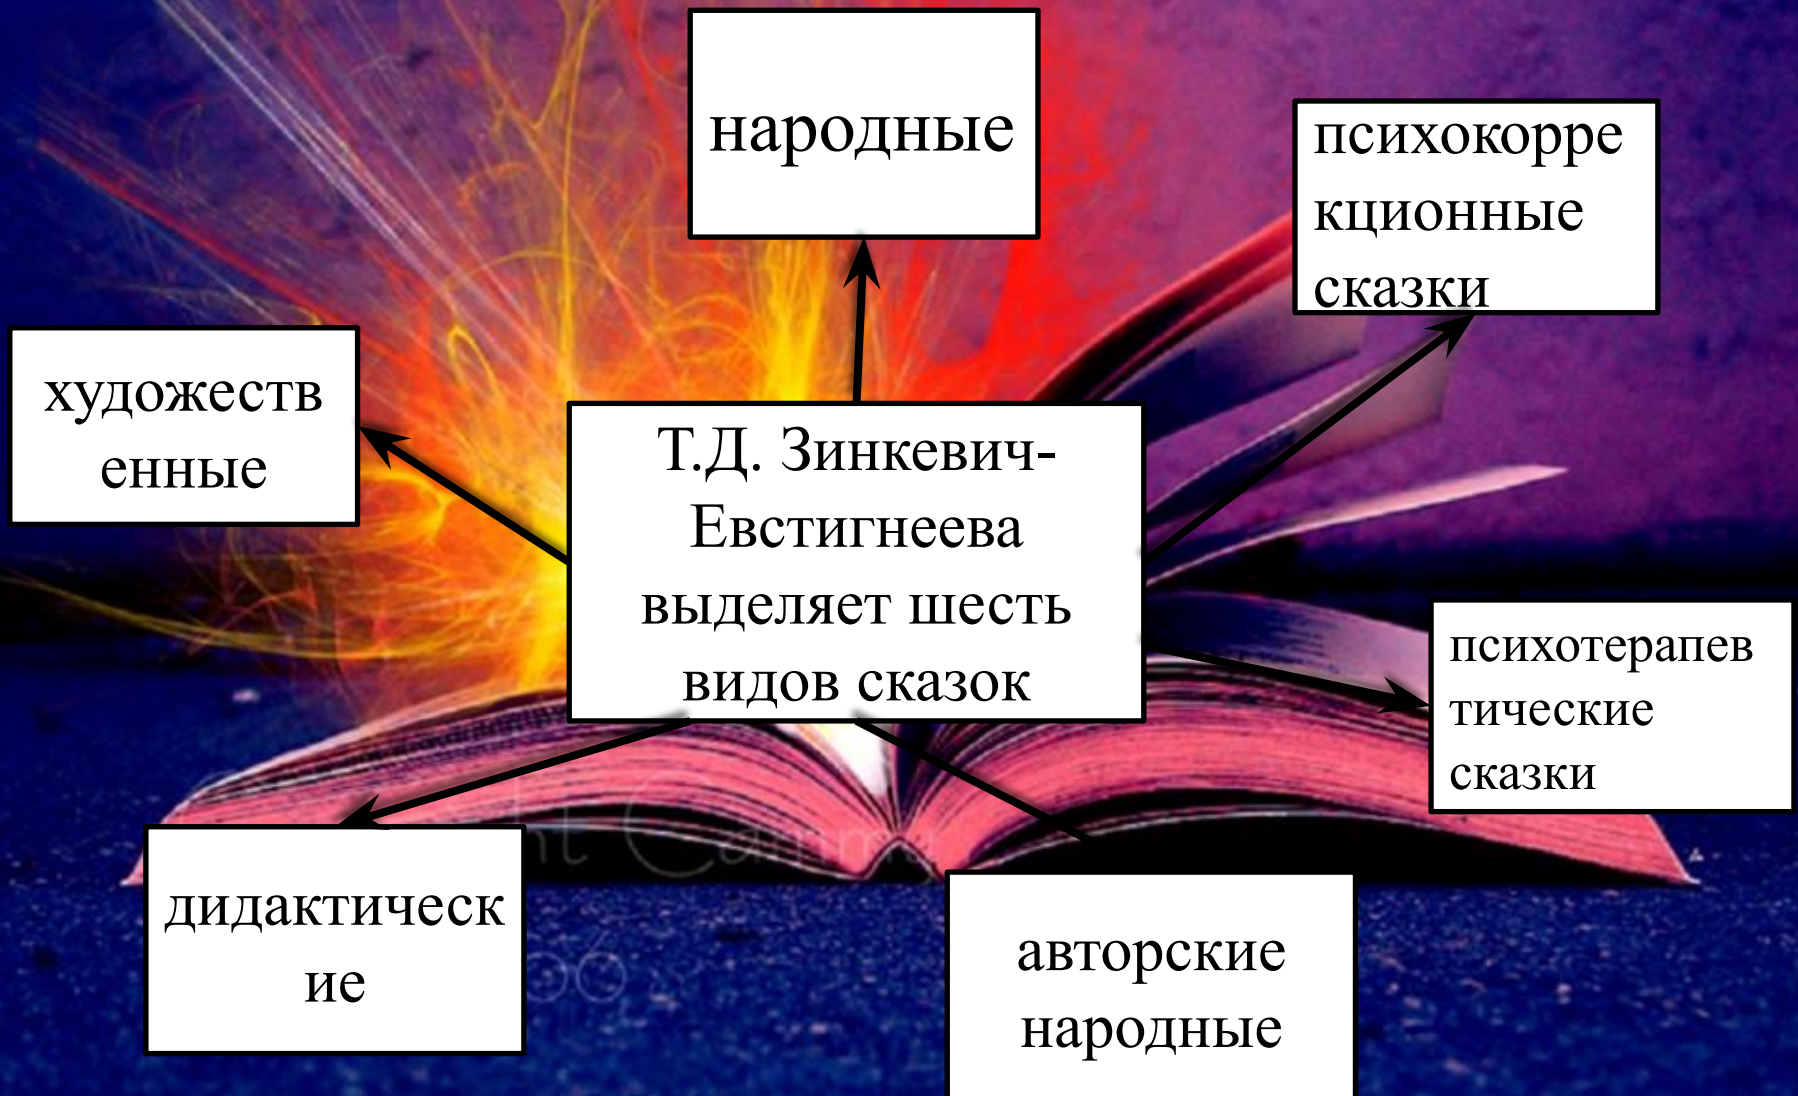 народные
психокорре
кционные
сказки
художеств
енные
Т.Д. Зинкевич-
Евстигнеева
выделяет шесть
видов сказок
психотерапев
тические
сказки
дидактическ
ие
авторские
народные